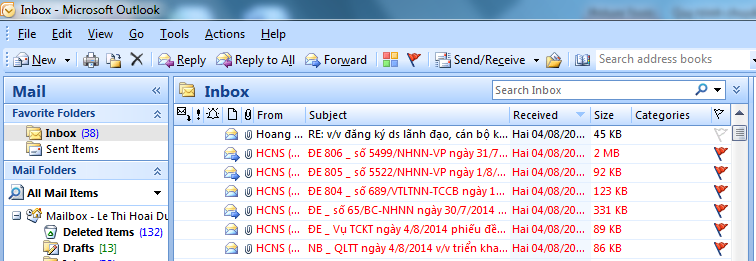 Inbox - Microsoft Outlook
File Edit View Go Tools Actions Help
New Reply Reply to All Forward Send/Receive Search address books
Mail
Inbox
Search Inbox
Favorite Folders
Inbox (38)
Sent Items
Mail Folders
All Mail Items
Mailbox - Le Thi Hoai Du
Deleted Items (132)
Drafts [13]
From Subject Received Size Categories
Hoang ... RE: v/v đăng ký ds lãnh đạo, cán bộ k... Hai 04/08/20... 45 KB
HCNS (... ĐE 806 _ số 5499/NHNN-VP ngày 31/7... Hai 04/08/20... 2 MB
HCNS (... ĐE 805 _ số 5522/NHNN-VP ngày 1/8/... Hai 04/08/20... 92 KB
HCNS (... ĐE 804 _ số 689/VTLTNN-TCCB ngày 1... Hai 04/08/20... 123 KB
HCNS (... ĐE _ số 65/BC-NHNN ngày 30/7/2014 ... Hai 04/08/20... 331 KB
HCNS (... ĐE _ Vụ TCKT ngày 4/8/2014 phiếu đề... Hai 04/08/20... 89 KB
HCNS (... NB _ QLTT ngày 4/8/2014 v/v triển kha... Hai 04/08/20... 86 KB